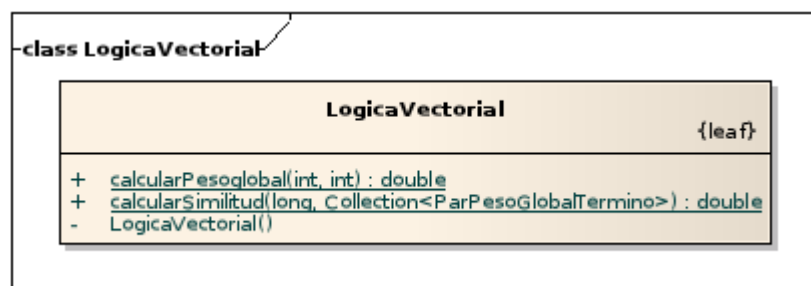 class LogicaVectorial
LogicaVectorial
{leaf}
+ calcularPesoglobal(int, int) : double
+ calcularSimilitud(long, Collection<ParPesoGlobalTermino>) : double
- LogicaVectorial()